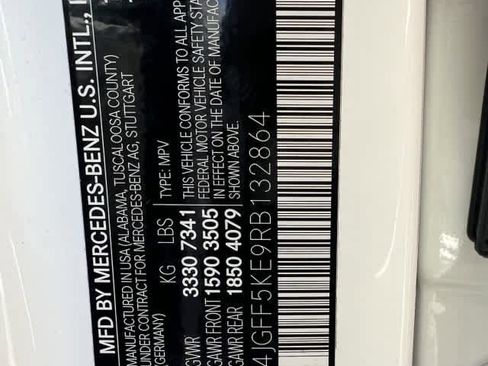 MFD BY MERCEDES-BENZ U.S. INTL.,
MANUFACTURED IN USA (ALABAMA, TUSCALOOSA COUNTY)
UNDER CONTRACT FOR MERCEDES-BENZ AG, STUTTGART
(GERMANY)
KG LBS TYPE: MPV
GVWR 3330 7341
GAWR FRONT 1590 3505
GAWR REAR 1850 4079
THIS VEHICLE CONFORMS TO ALL APP
FEDERAL MOTOR VEHICLE SAFETY STA
IN EFFECT ON THE DATE OF MANUFAC
SHOWN ABOVE.
4JGFF5KE9RB132864